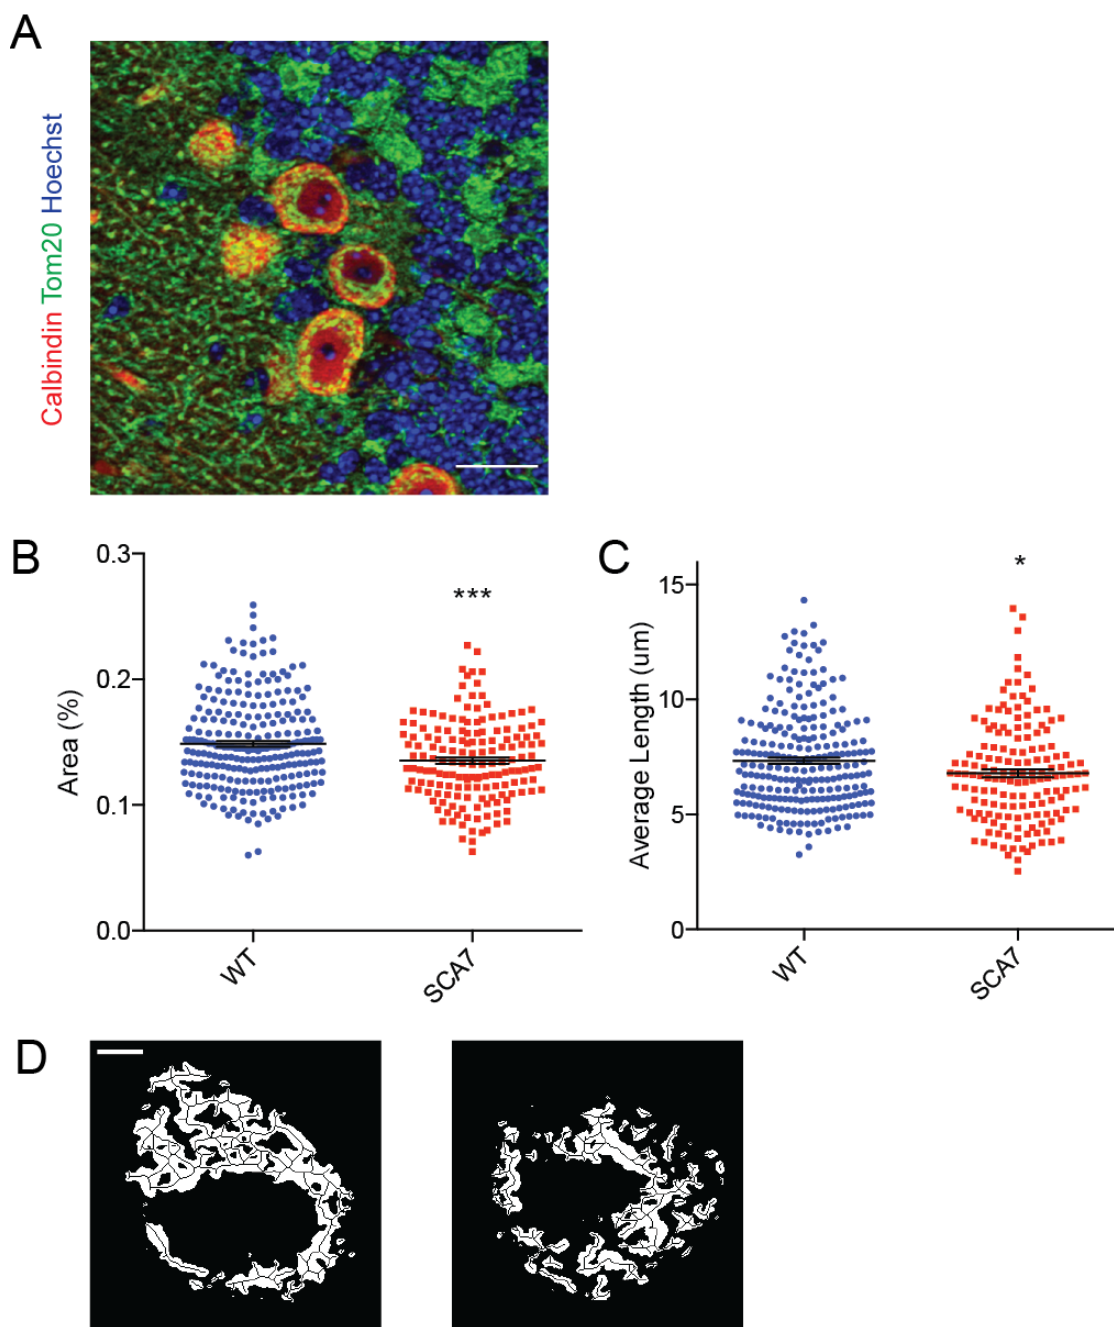 A
Calbindin Tom20 Hoechst
B
Area (%)
0.3
0.2
0.1
0.0
***
WT
SCA7
C
Average Length (um)
15
10
5
0
*
WT
SCA7
D